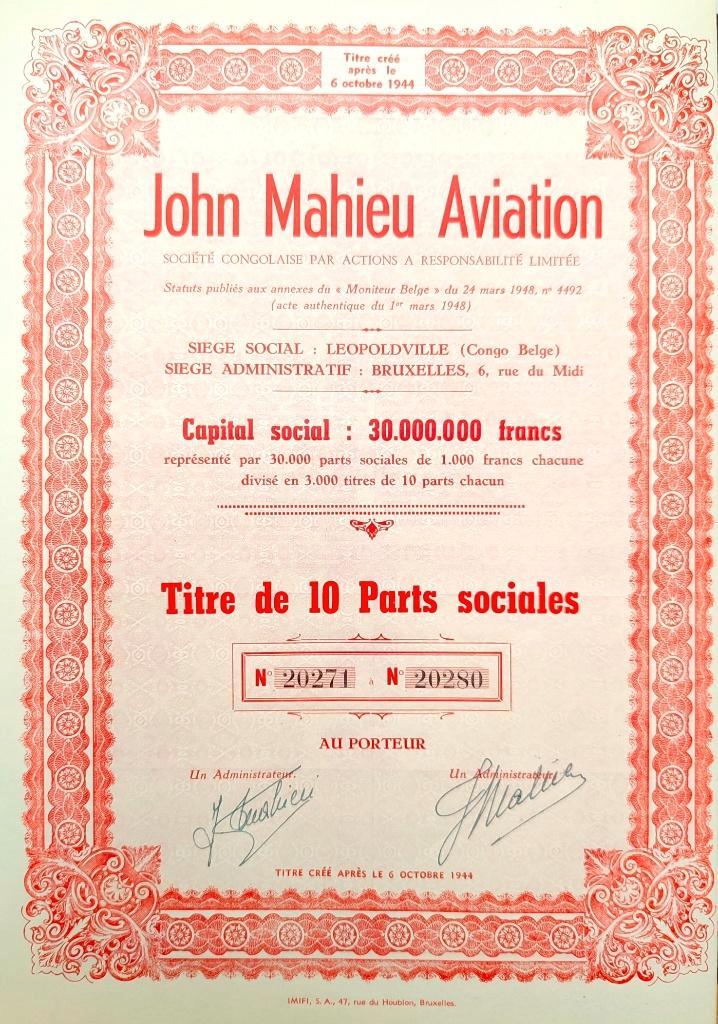 Titre créé
après le
6 octobre 1944
John Mahieu Aviation
SOCIÉTÉ CONGOLAISE PAR ACTIONS A RESPONSABILITÉ LIMITÉE
Statuts publiés aux annexes du « Moniteur Belge » du 24 mars 1948, nº 4492
(acte authentique du 1er mars 1948)
SIEGE SOCIAL : LEOPOLDVILLE (Congo Belge)
SIEGE ADMINISTRATIF : BRUXELLES, 6, rue du Midi
Capital social : 30.000.000 francs
représenté par 30.000 parts sociales de 1.000 francs chacune
divisé en 3.000 titres de 10 parts chacun
Titre de 10 Parts sociales
Nº 20271 à Nº 20280
AU PORTEUR
Un Administrateur. Un Administrateur,
TITRE CRÉÉ APRÈS LE 6 OCTOBRE 1944
IMIFI, S. A., 47, rue du Houblon, Bruxelles.